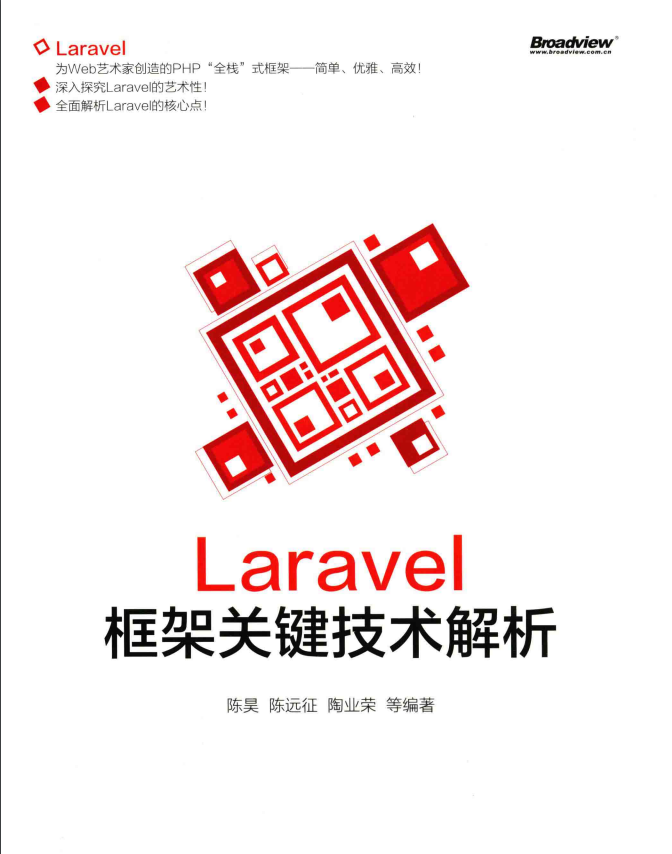 Laravel
为Web艺术家创造的PHP“全栈”式框架——简单、优雅、高效!
深入探究Laravel的艺术性!
全面解析Laravel的核心点!
Broadview®
www.broadview.com.cn
Laravel
框架关键技术解析
陈昊 陈远征 陶业荣 等编著